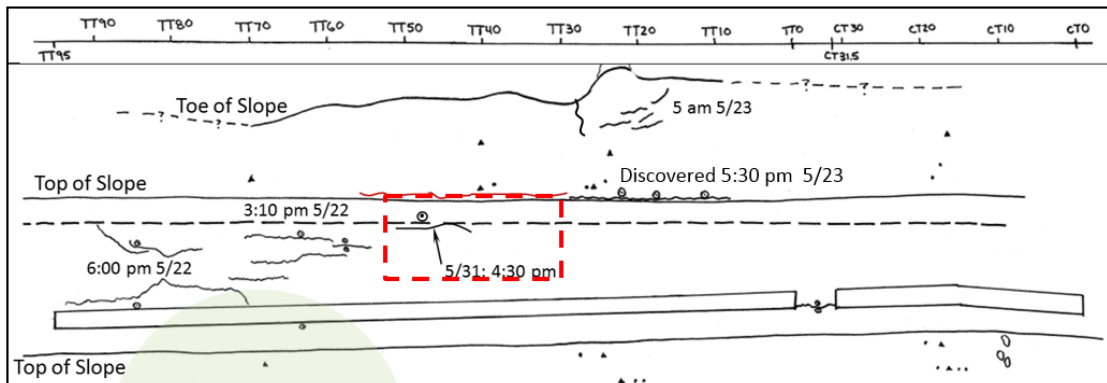 TT90 TT80 TT70 TT60 TT50 TT40 TT30 TT20 TT10 TT0 CT30 CT20 CT10 CT0
TT95 CT31.5
Toe of Slope
? ? ? ?
5 am 5/23
Top of Slope
Discovered 5:30 pm 5/23
3:10 pm 5/22
6:00 pm 5/22
5/31; 4:30 pm
Top of Slope